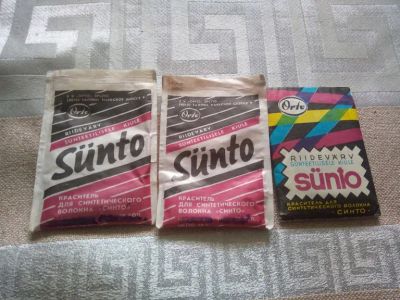 Orto
RIIDEVÄRV
SÜNTEETILISELE KIULE
Sünto
КРАСИТЕЛЬ
ДЛЯ СИНТЕТИЧЕСКОГО
ВОЛОКНА «СИНТО»
Orto
RIIDEVÄRV
SÜNTEETILISELE KIULE
Sünto
КРАСИТЕЛЬ
ДЛЯ СИНТЕТИЧЕСКОГО
ВОЛОКНА «СИНТО»
Orto
RIIDEVÄRV
SÜNTEETILISELE KIULE
sünto
КРАСИТЕЛЬ ДЛЯ
СИНТЕТИЧЕСКОГО ВОЛОКНА
СИНТО